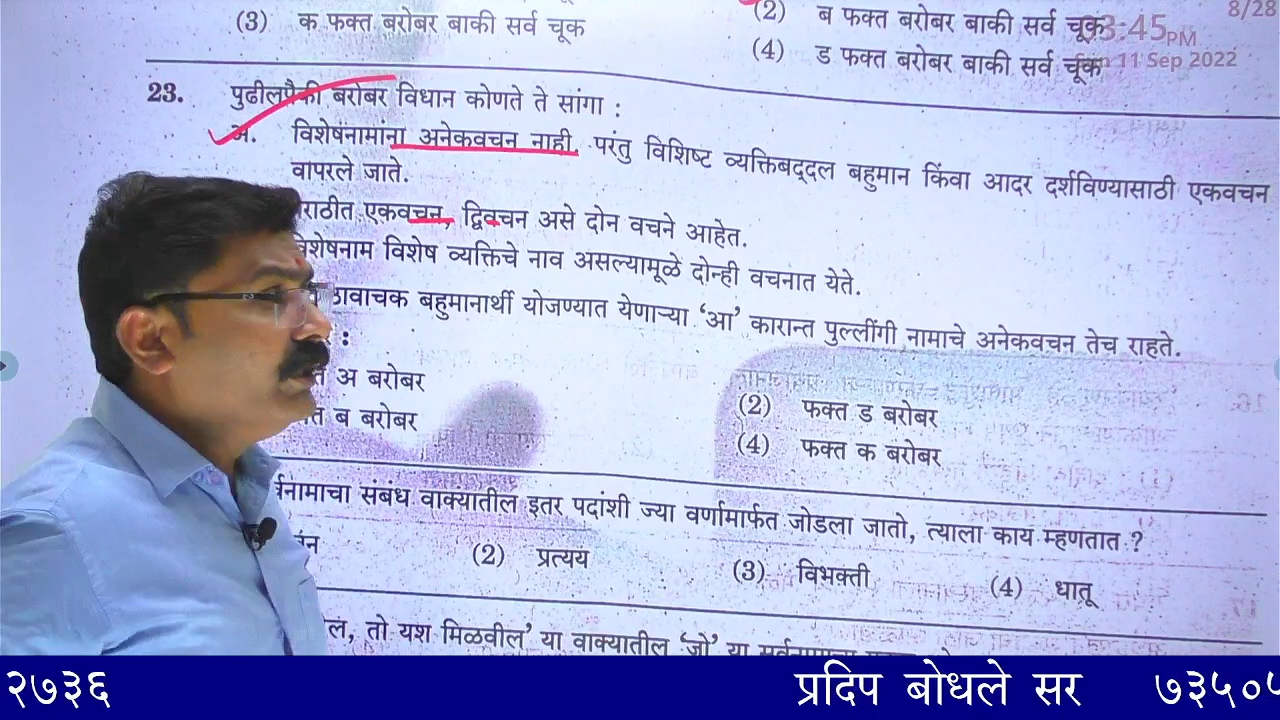 (3) क फक्त बरोबर बाकी सर्व चूक
(2) ब फक्त बरोबर बाकी सर्व चूक
(4) ड फक्त बरोबर बाकी सर्व चूक
8/28
3:45 PM
11 Sep 2022
23. पुढीलपैकी बरोबर विधान कोणते ते सांगा :
अ. विशेषनामांना अनेकवचन नाही. परंतु विशिष्ट व्यक्तिबद्दल बहुमान किंवा आदर दर्शविण्यासाठी एकवचन
वापरले जाते.
राठीत एकवचन, द्विवचन असे दोन वचने आहेत.
विशेषनाम विशेष व्यक्तिचे नाव असल्यामूळे दोन्ही वचनात येते.
ठावाचक बहुमानार्थी योजण्यात येणाऱ्या 'आ' कारान्त पुल्लींगी नामाचे अनेकवचन तेच राहते.
:
त अ बरोबर
(2) फक्त ड बरोबर
त ब बरोबर
(4) फक्त क बरोबर
र्वनामाचा संबंध वाक्यातील इतर पदांशी ज्या वर्णामार्फत जोडला जातो, त्याला काय म्हणतात ?
(2) प्रत्यय
(3) विभक्ती
(4) धातू
ल, तो यश मिळवील' या वाक्यातील 'जो' या
२७३६
प्रदिप बोधले सर
७३५०५